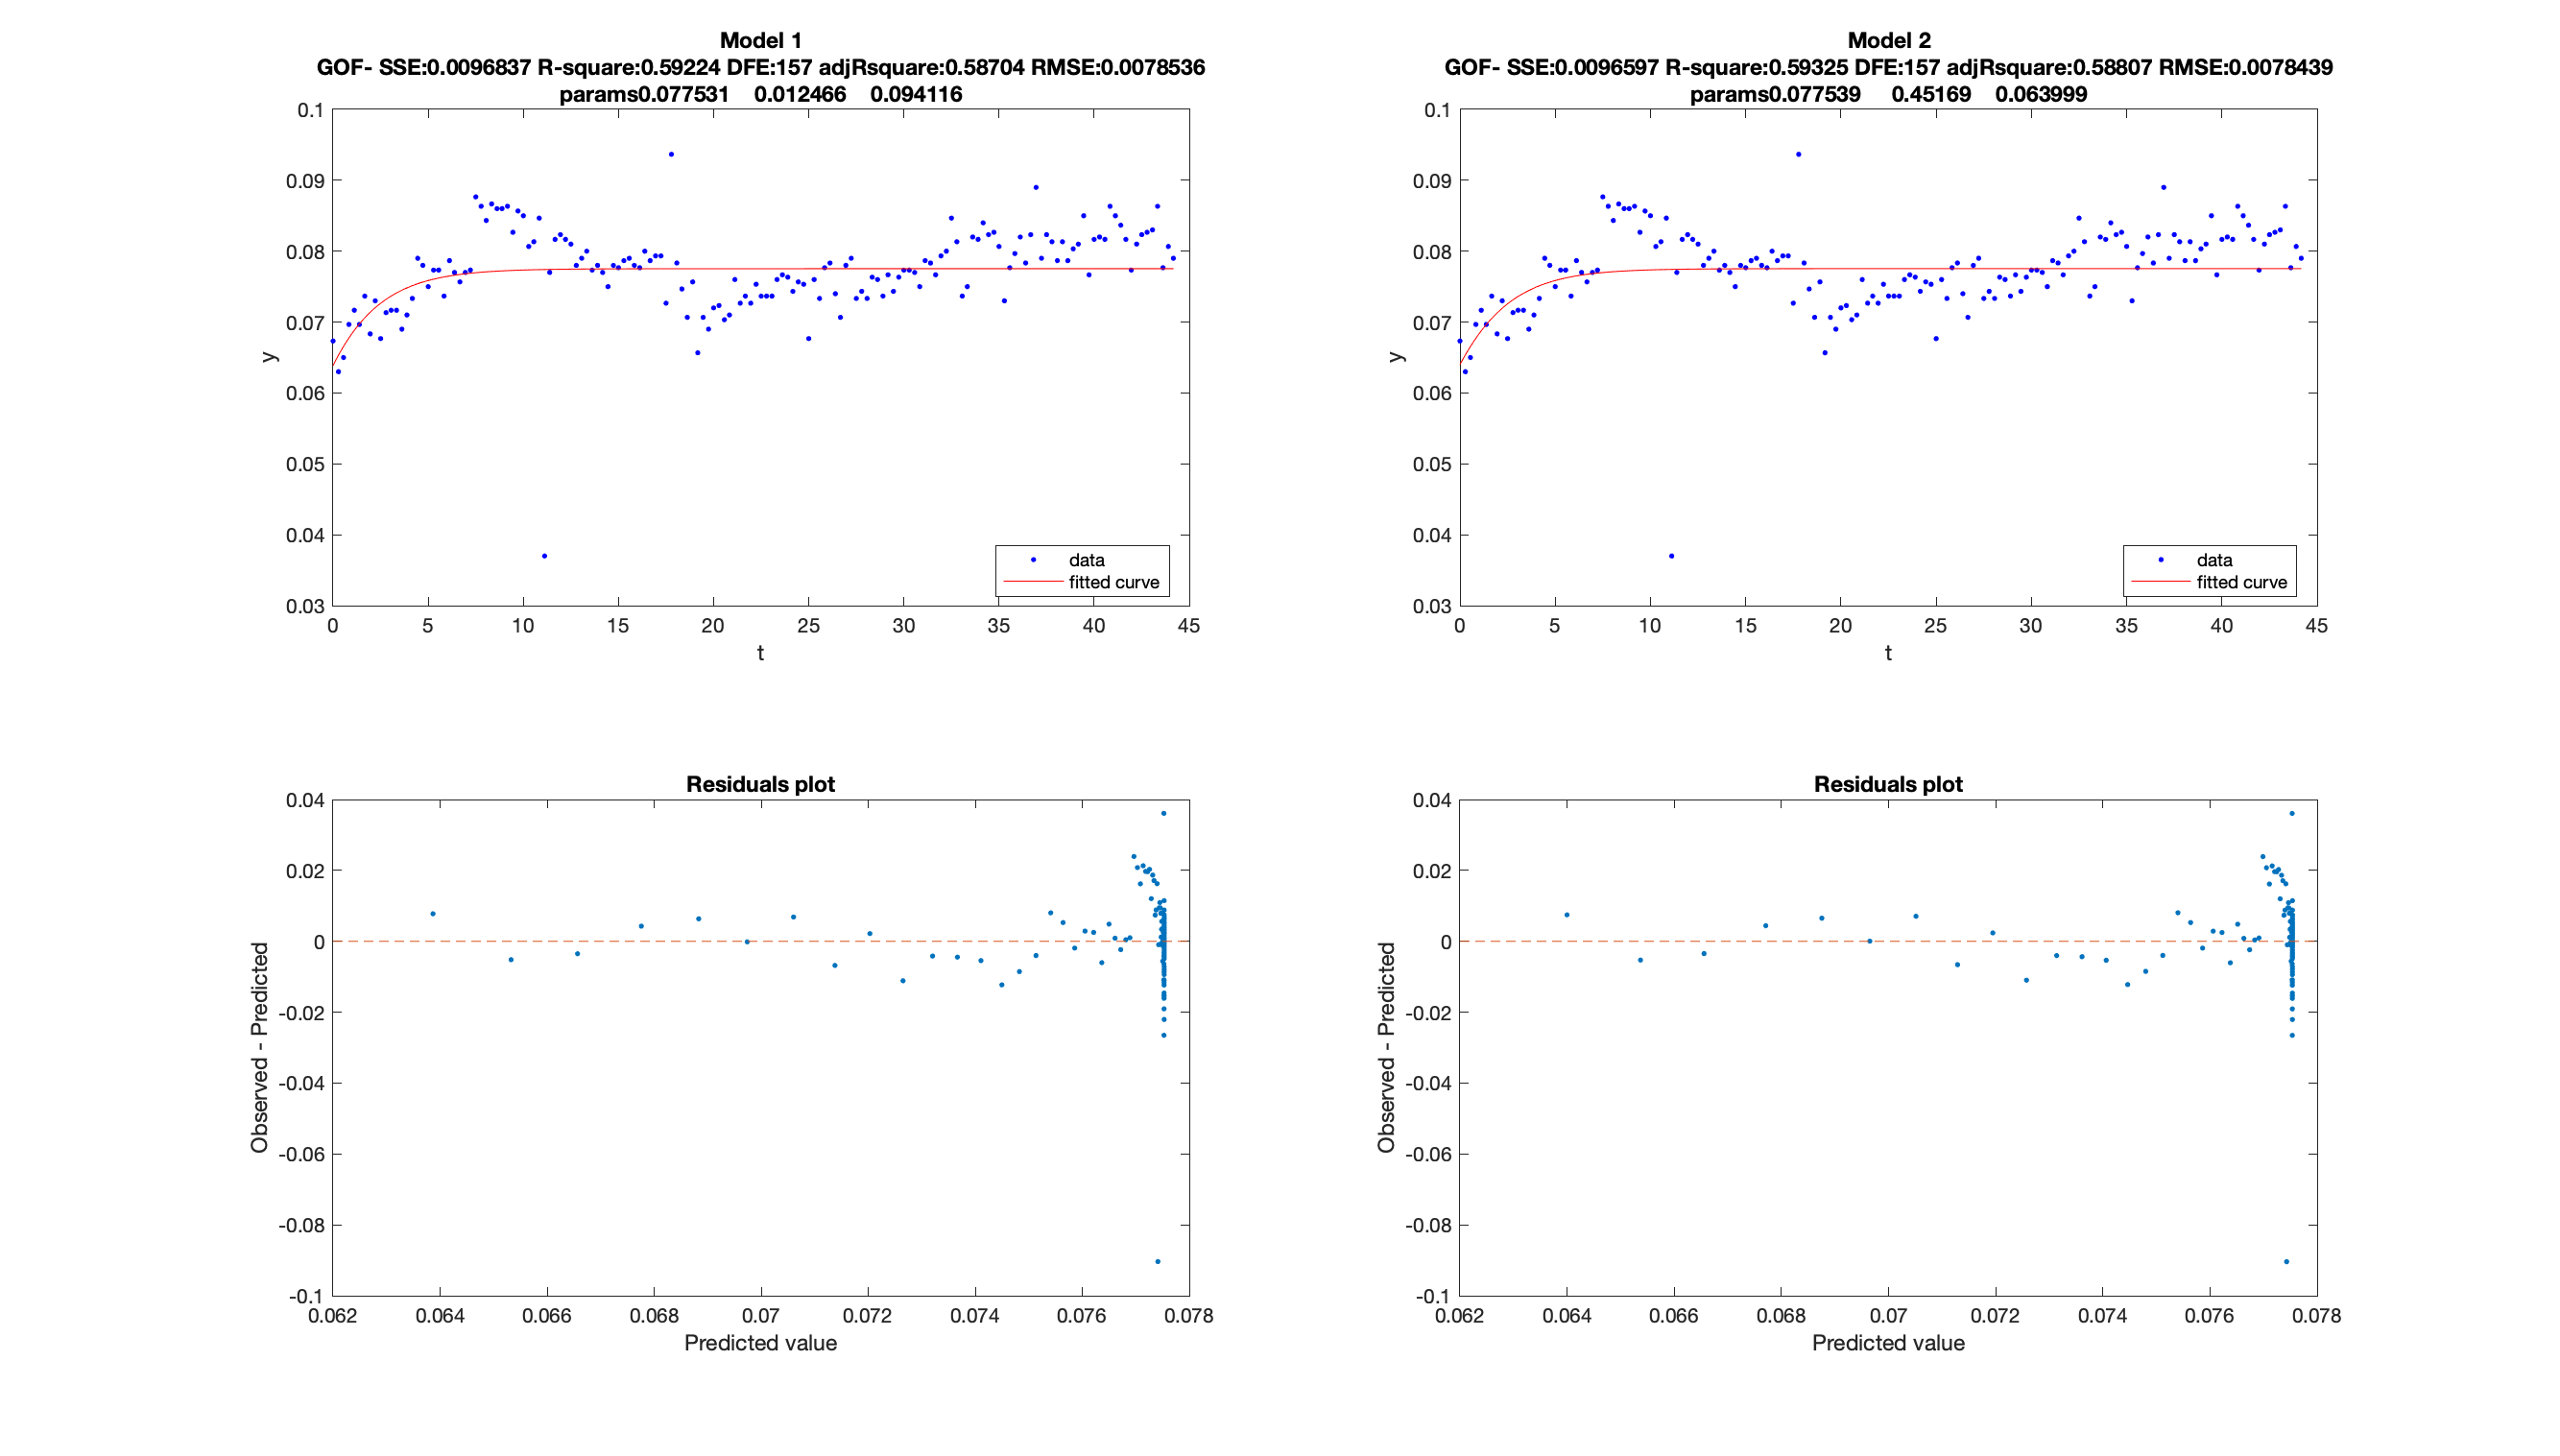 Model 1
GOF- SSE:0.0096837 R-square:0.59224 DFE:157 adjRsquare:0.58704 RMSE:0.0078536
params0.077531 0.012466 0.094116
0.1
0.09
0.08
0.07
0.06
0.05
0.04
0.03
y
data
fitted curve
0 5 10 15 20 25 30 35 40 45
t
Model 2
GOF- SSE:0.0096597 R-square:0.59325 DFE:157 adjRsquare:0.58807 RMSE:0.0078439
params0.077539 0.45169 0.063999
0.1
0.09
0.08
0.07
0.06
0.05
0.04
0.03
y
data
fitted curve
0 5 10 15 20 25 30 35 40 45
t
Residuals plot
0.04
0.02
0
-0.02
-0.04
-0.06
-0.08
-0.1
Observed - Predicted
0.062 0.064 0.066 0.068 0.07 0.072 0.074 0.076 0.078
Predicted value
Residuals plot
0.04
0.02
0
-0.02
-0.04
-0.06
-0.08
-0.1
Observed - Predicted
0.062 0.064 0.066 0.068 0.07 0.072 0.074 0.076 0.078
Predicted value